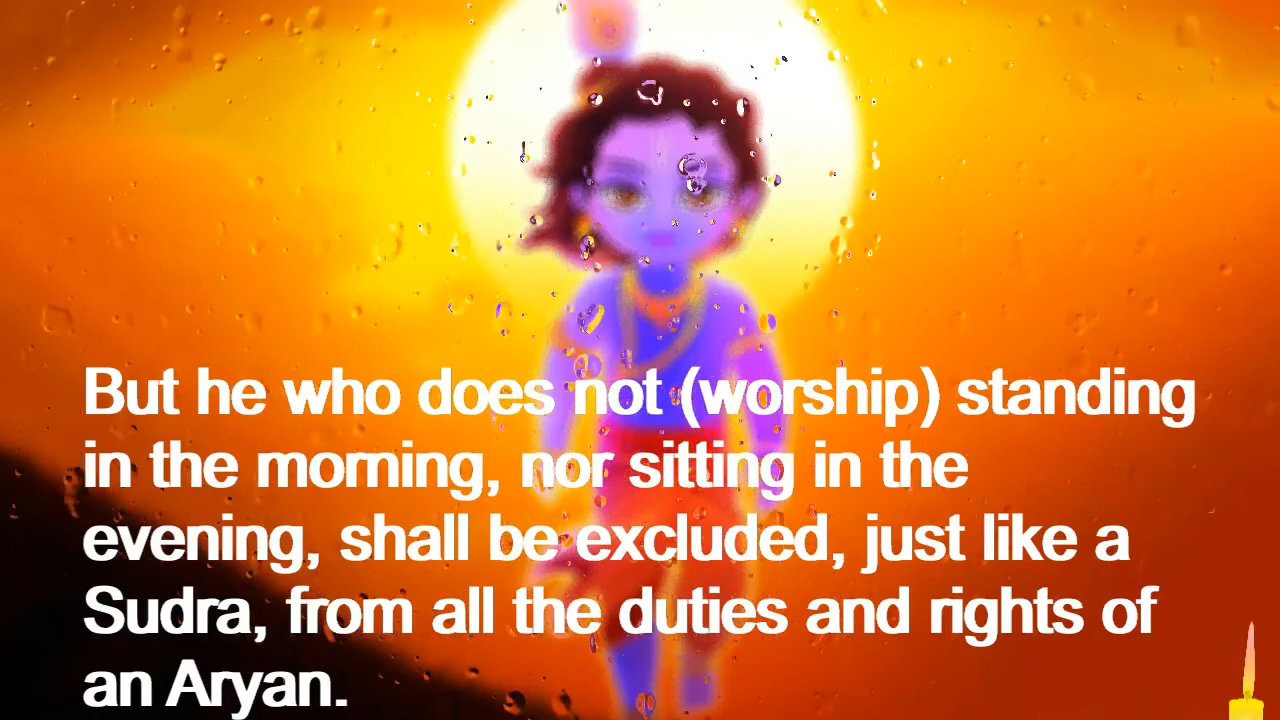 But he who does not (worship) standing
in the morning, nor sitting in the
evening, shall be excluded, just like a
Sudra, from all the duties and rights of
an Aryan.